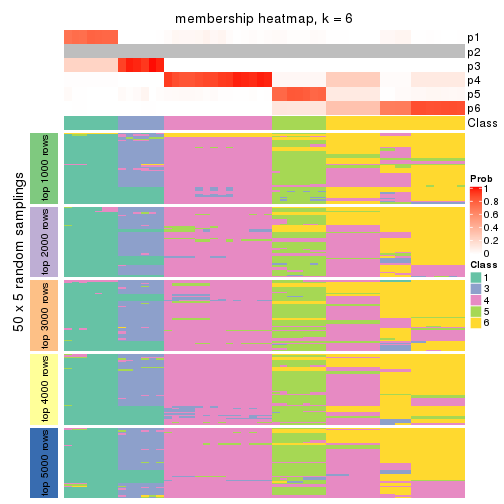 membership heatmap, k = 6
p1
p2
p3
p4
p5
p6
Class
50 x 5 random samplings
top 1000 rows
top 2000 rows
top 3000 rows
top 4000 rows
top 5000 rows
Prob
1
0.8
0.6
0.4
0.2
0
Class
1
3
4
5
6